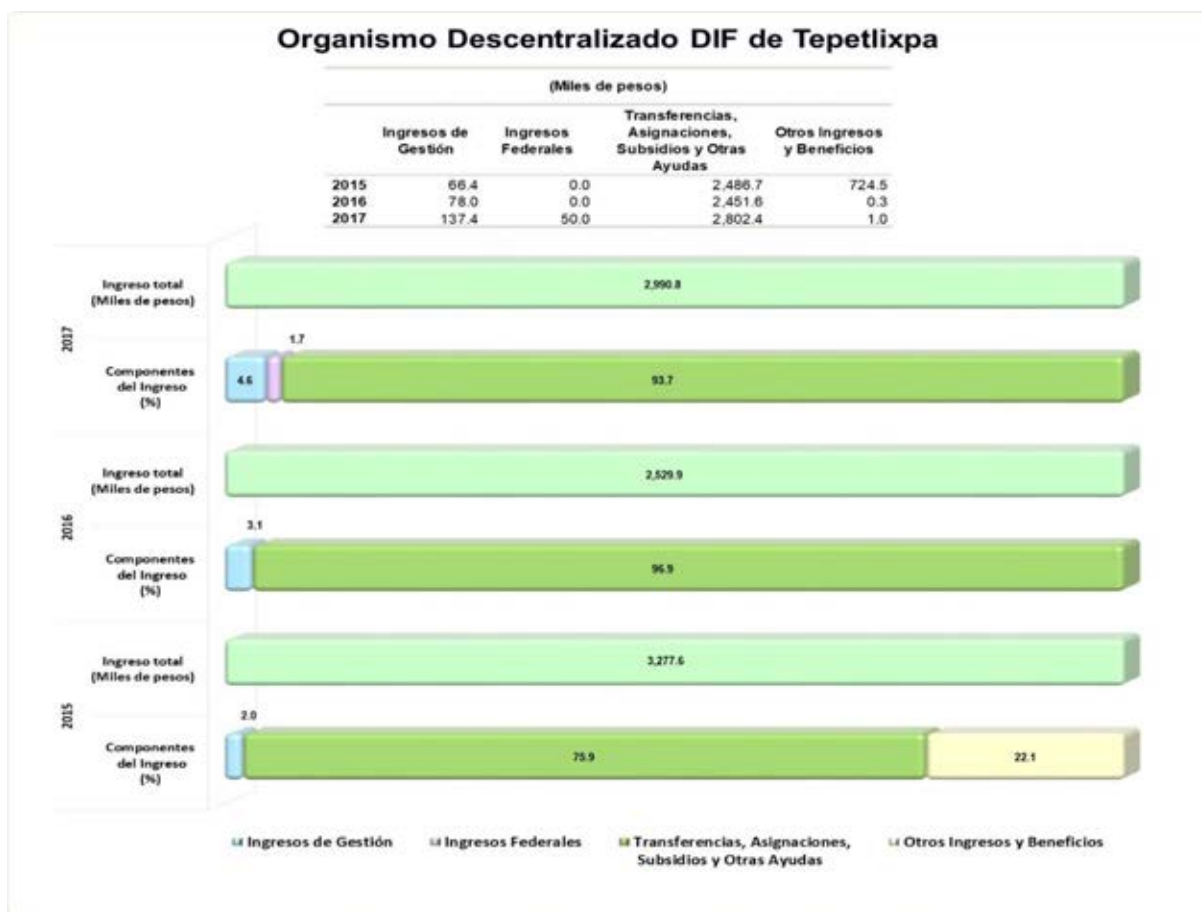 Organismo Descentralizado DIF de Tepetlixpa
(Miles de pesos)
Ingresos de Gestión Ingresos Federales Transferencias, Asignaciones, Subsidios y Otras Ayudas Otros Ingresos y Beneficios
2015 66.4 0.0 2,486.7 724.5
2016 78.0 0.0 2,451.6 0.3
2017 137.4 50.0 2,802.4 1.0
2017
Ingreso total
(Miles de pesos)
2,990.8
Componentes
del Ingreso
(%)
4.6
1.7
93.7
2016
Ingreso total
(Miles de pesos)
2,529.9
Componentes
del Ingreso
(%)
3.1
96.9
2015
Ingreso total
(Miles de pesos)
3,277.6
Componentes
del Ingreso
(%)
2.0
75.9
22.1
Ingresos de Gestión
Ingresos Federales
Transferencias, Asignaciones,
Subsidios y Otras Ayudas
Otros Ingresos y Beneficios